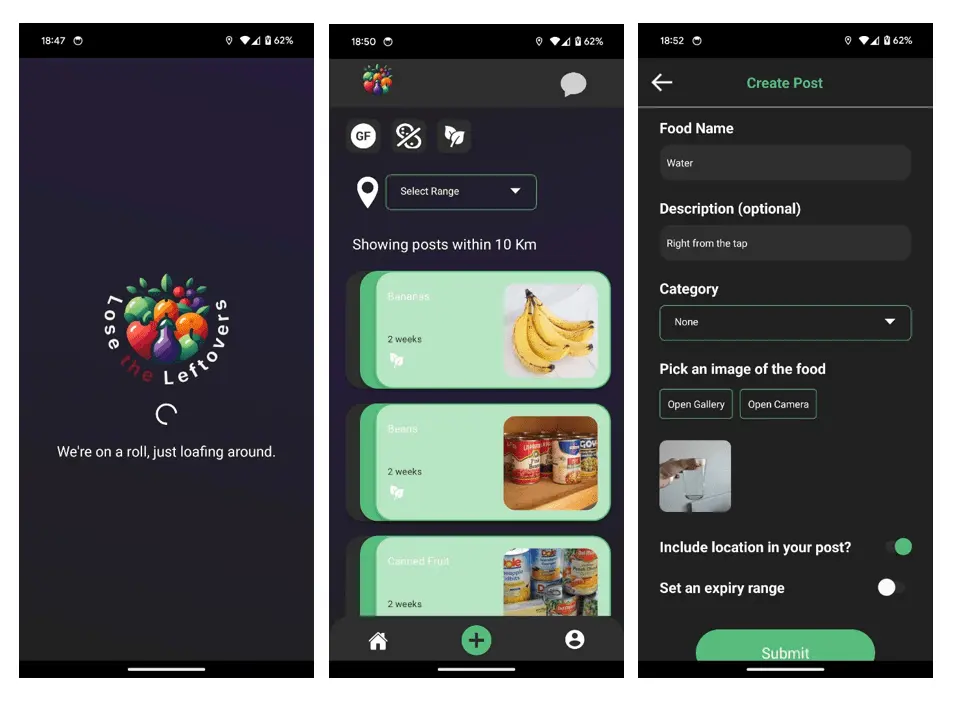 18:47
62%
Lose the Leftovers
We're on a roll, just loafing around.
18:50
62%
GF
Select Range
Showing posts within 10 Km
Bananas
2 weeks
Beans
2 weeks
Canned Fruit
Dole
2 weeks
18:52
62%
Create Post
Food Name
Water
Description (optional)
Right from the tap
Category
None
Pick an image of the food
Open Gallery
Open Camera
Include location in your post?
Set an expiry range
Submit